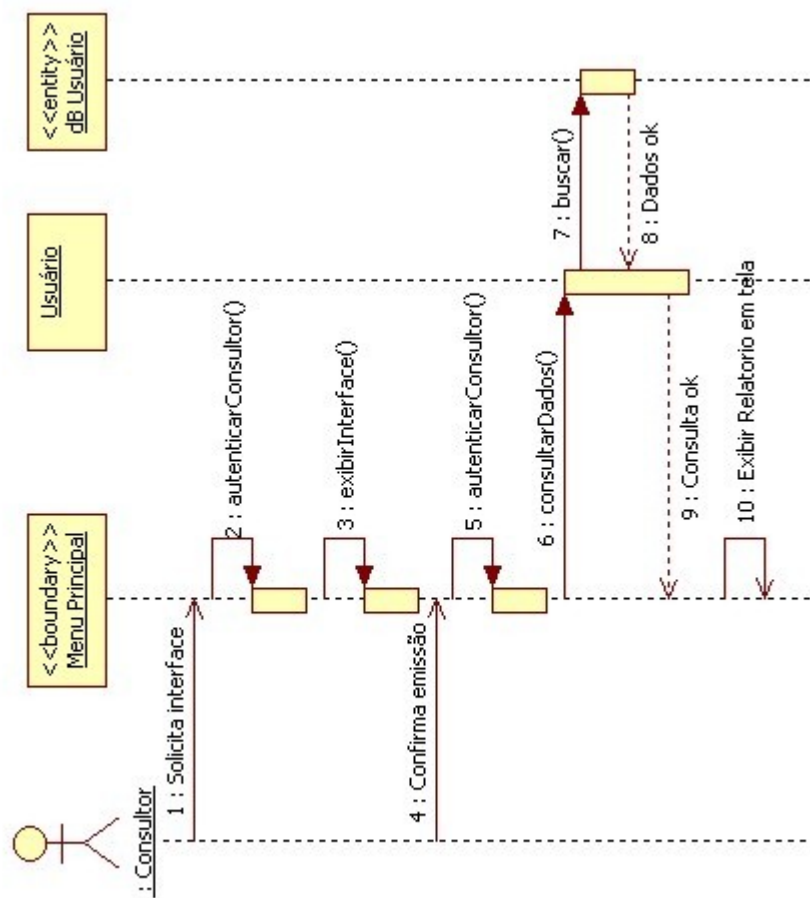 : Consultor
<<boundary>>
Menu Principal
Usuário
<<entity>>
dB Usuário
1 : Solicita interface
2 : autenticarConsultor()
3 : exibirInterface()
4 : Confirma emissão
5 : autenticarConsultor()
6 : consultarDados()
7 : buscar()
8 : Dados ok
9 : Consulta ok
10 : Exibir Relatorio em tela